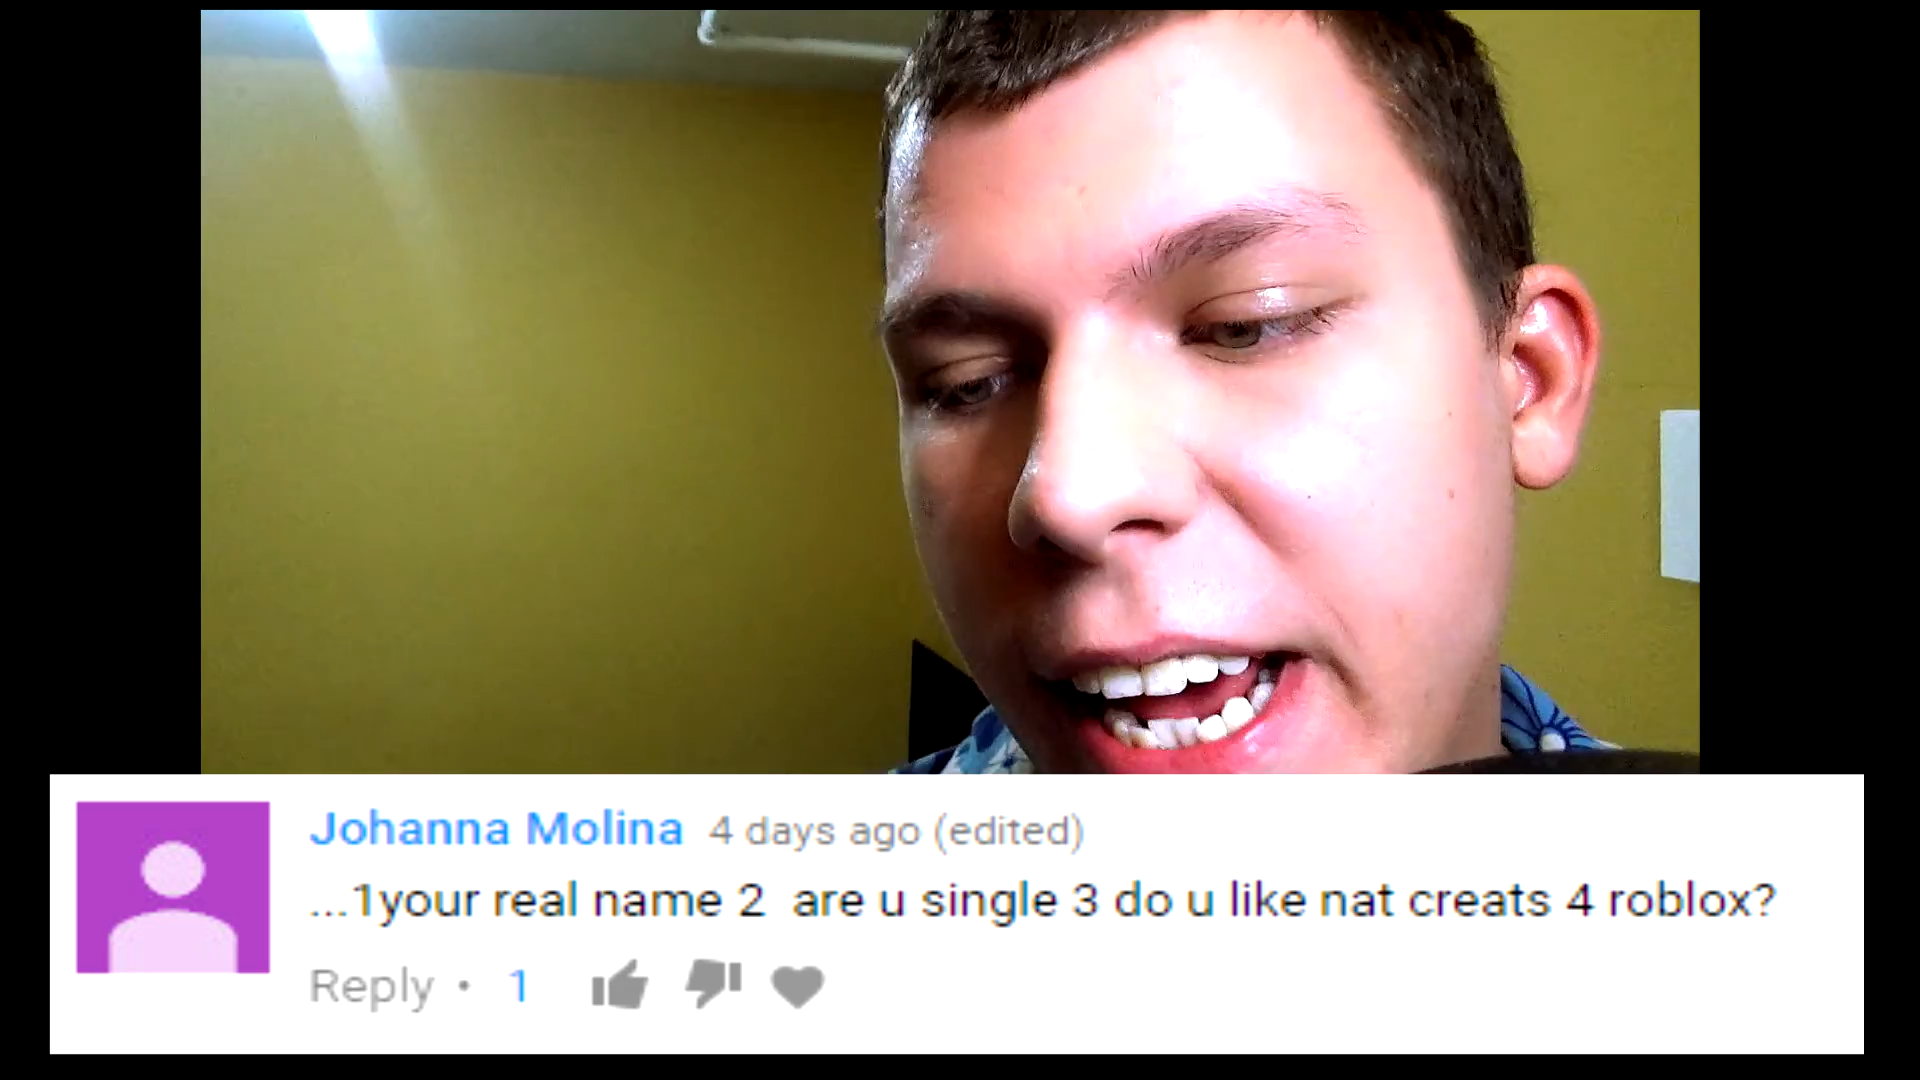 Johanna Molina 4 days ago (edited)
...1your real name 2  are u single 3 do u like nat creats 4 roblox?
Reply • 1